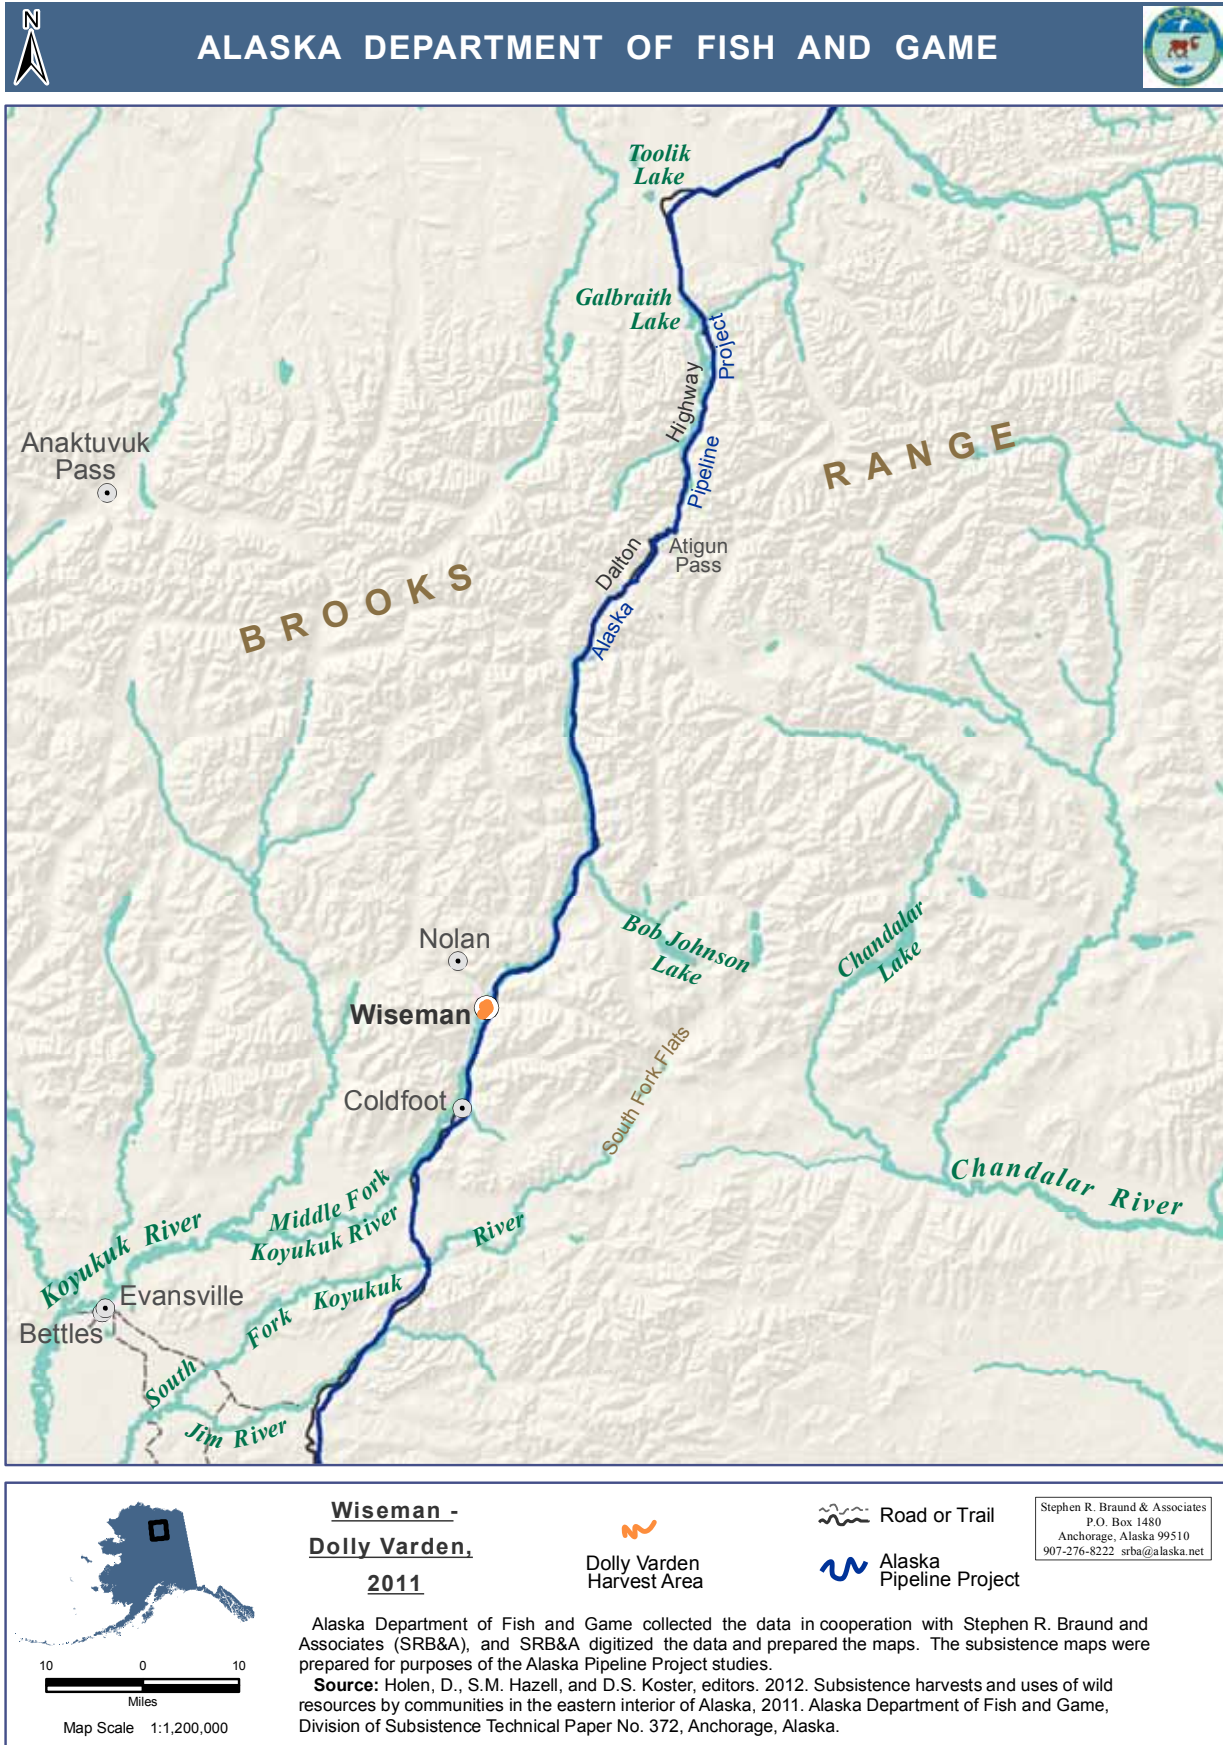 N
ALASKA DEPARTMENT OF FISH AND GAME
ALASKA
Toolik
Lake
Galbraith
Lake
Project
Highway
Pipeline
Anaktuvuk
Pass
RANGE
Atigun
Pass
Dalton
Alaska
BROOKS
Nolan
Bob Johnson
Lake
Chandalar
Lake
Wiseman
South Fork Flats
Coldfoot
Chandalar River
Middle Fork
Koyukuk River
Koyukuk River
River
Koyukuk
Fork
South
Evansville
Bettles
Jim River
Wiseman -
Dolly Varden,
2011
Dolly Varden
Harvest Area
Road or Trail
Alaska
Pipeline Project
Stephen R. Braund & Associates
P.O. Box 1480
Anchorage, Alaska 99510
907-276-8222 srba@alaska.net
10 0 10
Miles
Map Scale 1:1,200,000
Alaska Department of Fish and Game collected the data in cooperation with Stephen R. Braund and
Associates (SRB&A), and SRB&A digitized the data and prepared the maps. The subsistence maps were
prepared for purposes of the Alaska Pipeline Project studies.
Source: Holen, D., S.M. Hazell, and D.S. Koster, editors. 2012. Subsistence harvests and uses of wild
resources by communities in the eastern interior of Alaska, 2011. Alaska Department of Fish and Game,
Division of Subsistence Technical Paper No. 372, Anchorage, Alaska.